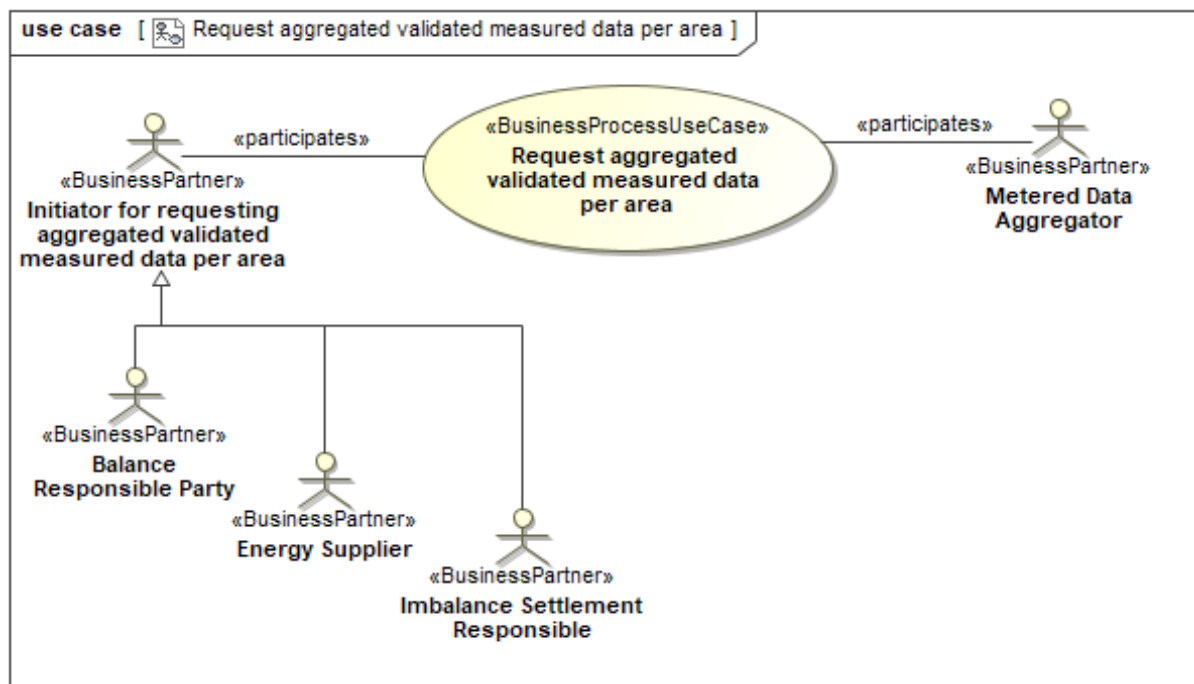 use case [ Request aggregated validated measured data per area ]
«participates»
«BusinessProcessUseCase»
Request aggregated
validated measured data
per area
«participates»
«BusinessPartner»
Initiator for requesting
aggregated validated
measured data per area
«BusinessPartner»
Metered Data
Aggregator
«BusinessPartner»
Balance
Responsible Party
«BusinessPartner»
Energy Supplier
«BusinessPartner»
Imbalance Settlement
Responsible